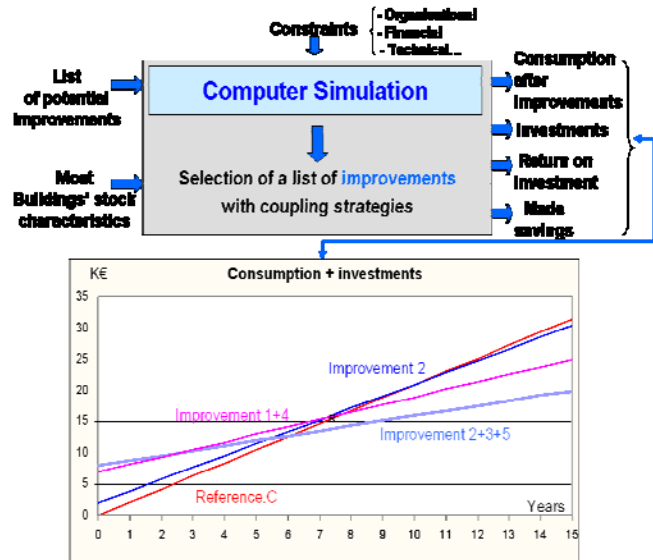 Constraints
- Organisational
- Financial
- Technical...
List
of potential
improvements
Most
Buildings' stock
characteristics
Computer Simulation
Selection of a list of improvements
with coupling strategies
Consumption
after
Improvements
Investments
Return on
Investment
Made
savings
K€
Consumption + investments
35
30
25
20
15
10
5
0
Improvement 2
Improvement 1+4
Improvement 2+3+5
Reference.C
Years
0 1 2 3 4 5 6 7 8 9 10 11 12 13 14 15